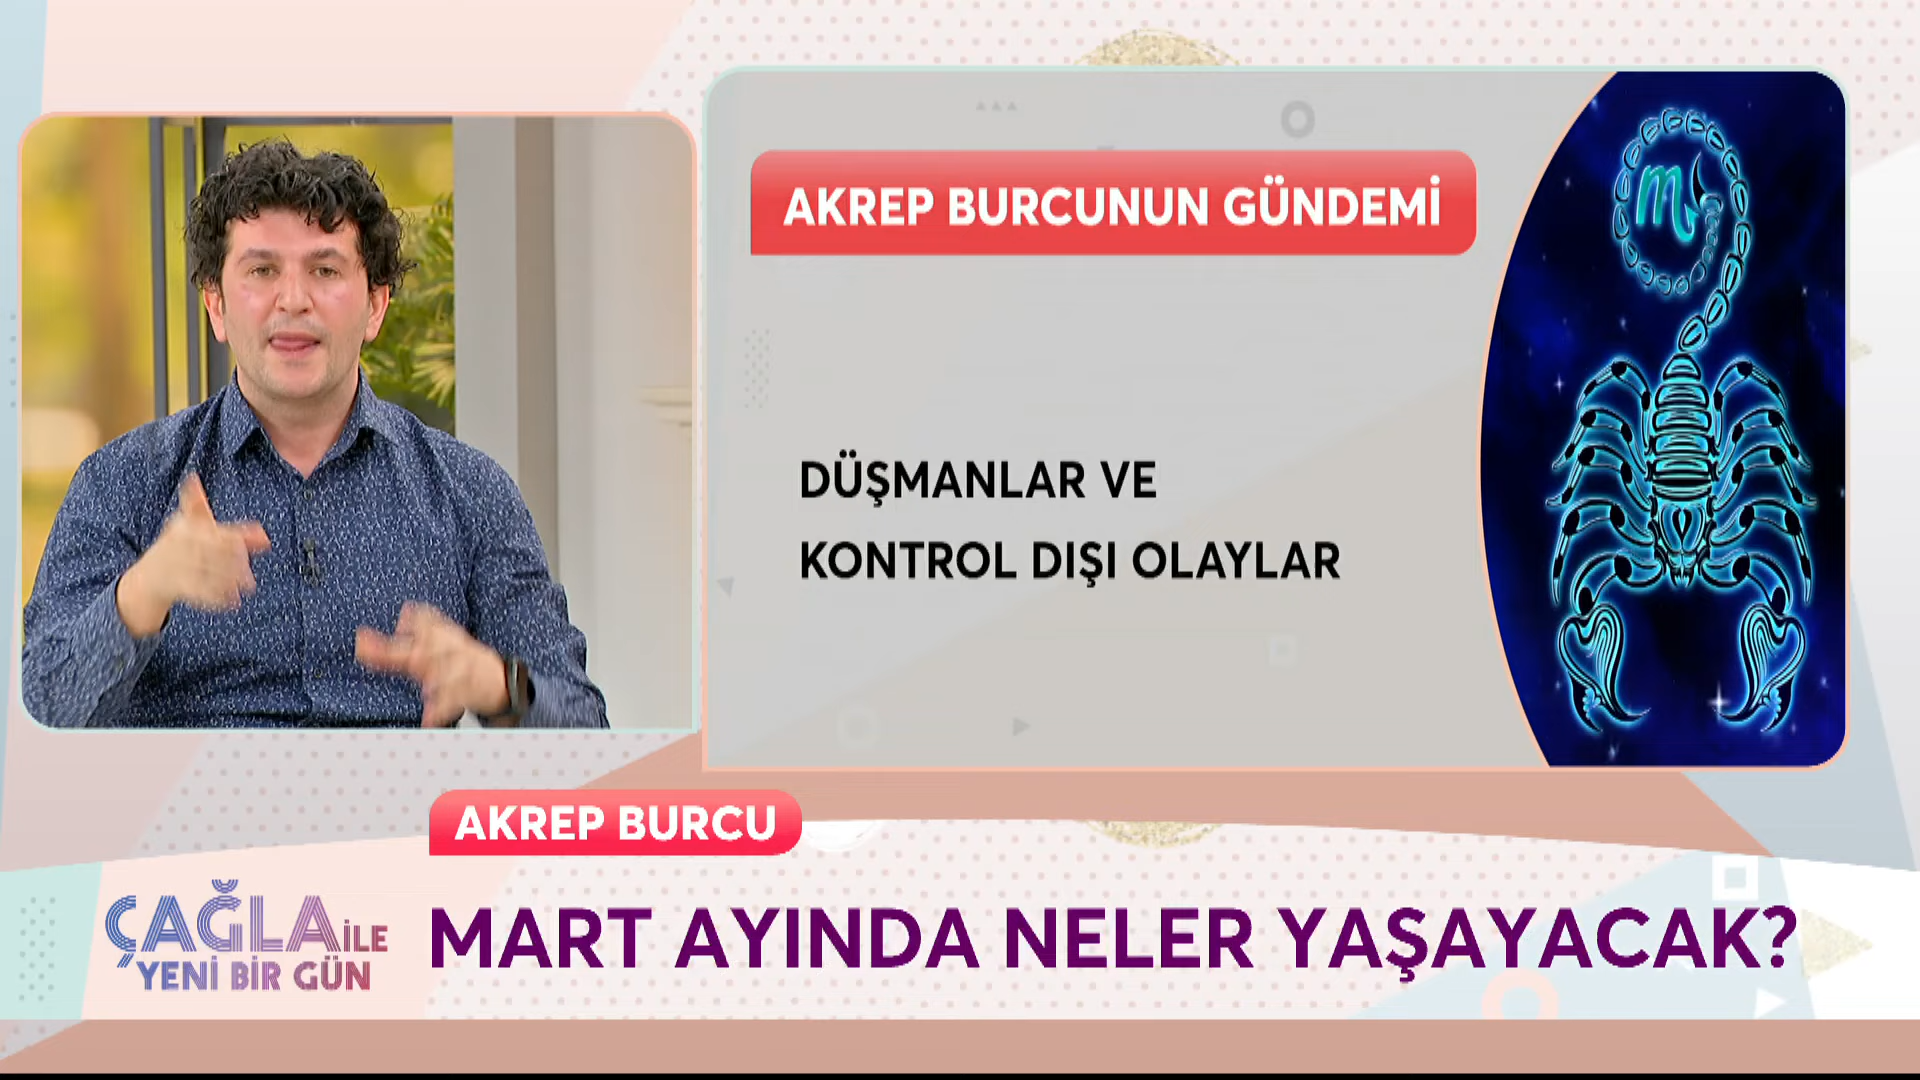 AKREP BURCUNUN GÜNDEMİ
DÜŞMANLAR VE
KONTROL DIŞI OLAYLAR
AKREP BURCU
ÇAĞLA İLE
YENİ BİR GÜN
MART AYINDA NELER YAŞAYACAK?